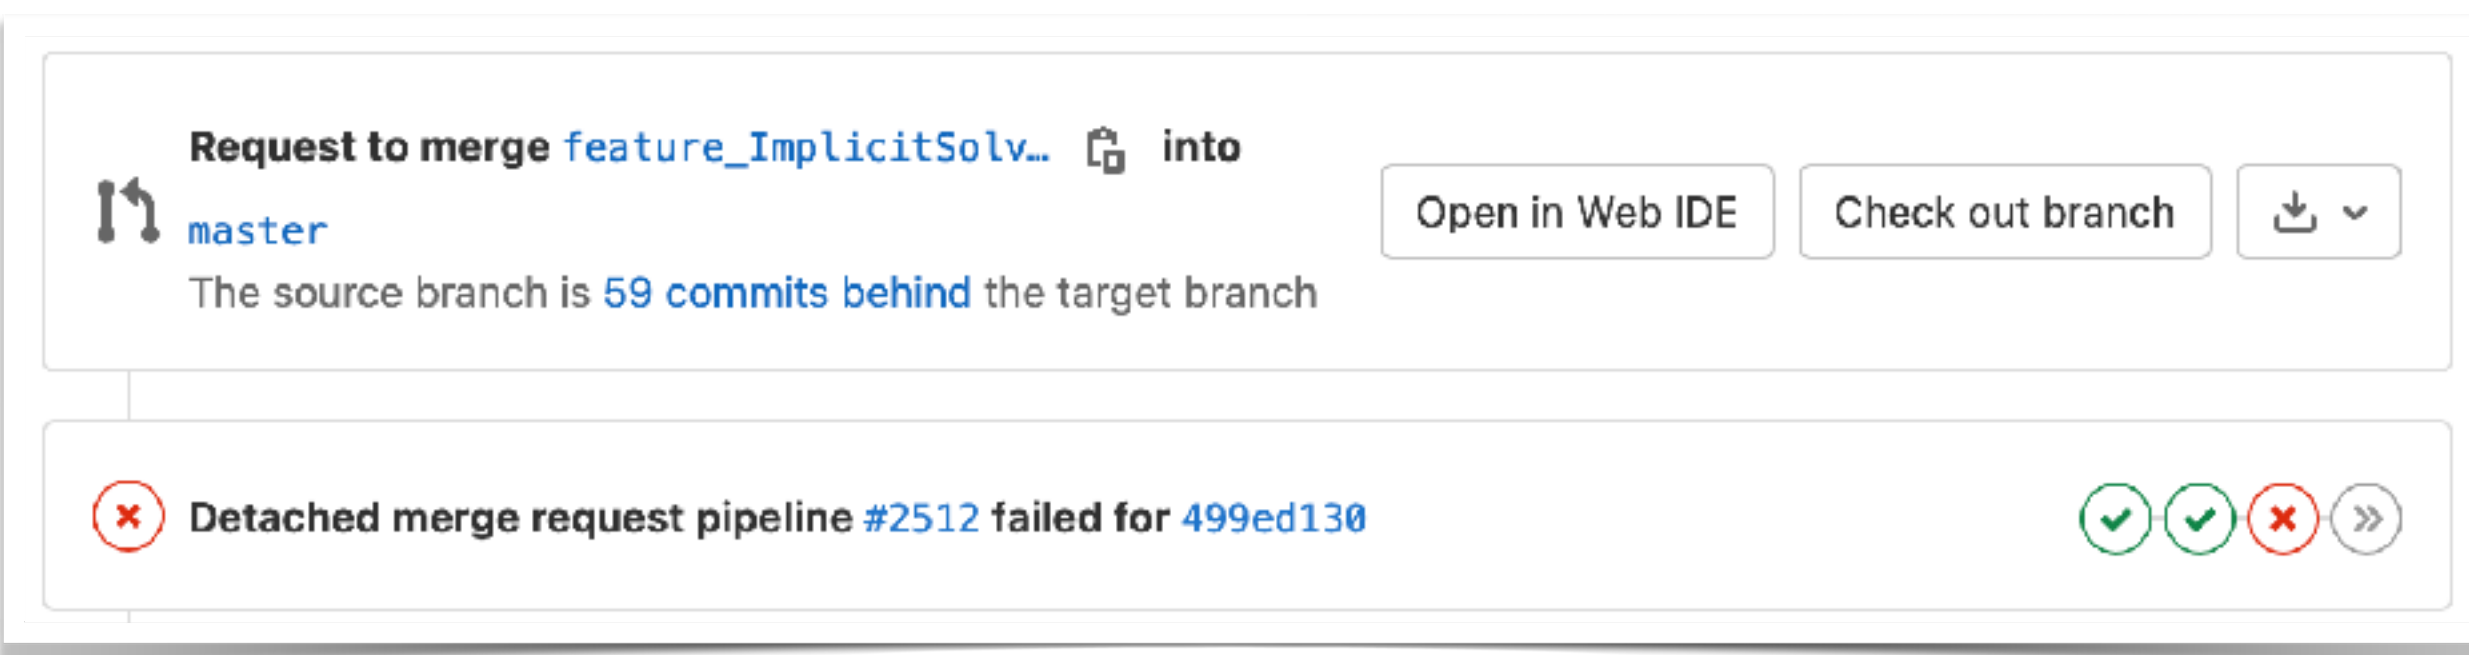 Request to merge feature_ImplicitSolv… into
master
The source branch is 59 commits behind the target branch
Open in Web IDE
Check out branch
Detached merge request pipeline #2512 failed for 499ed130